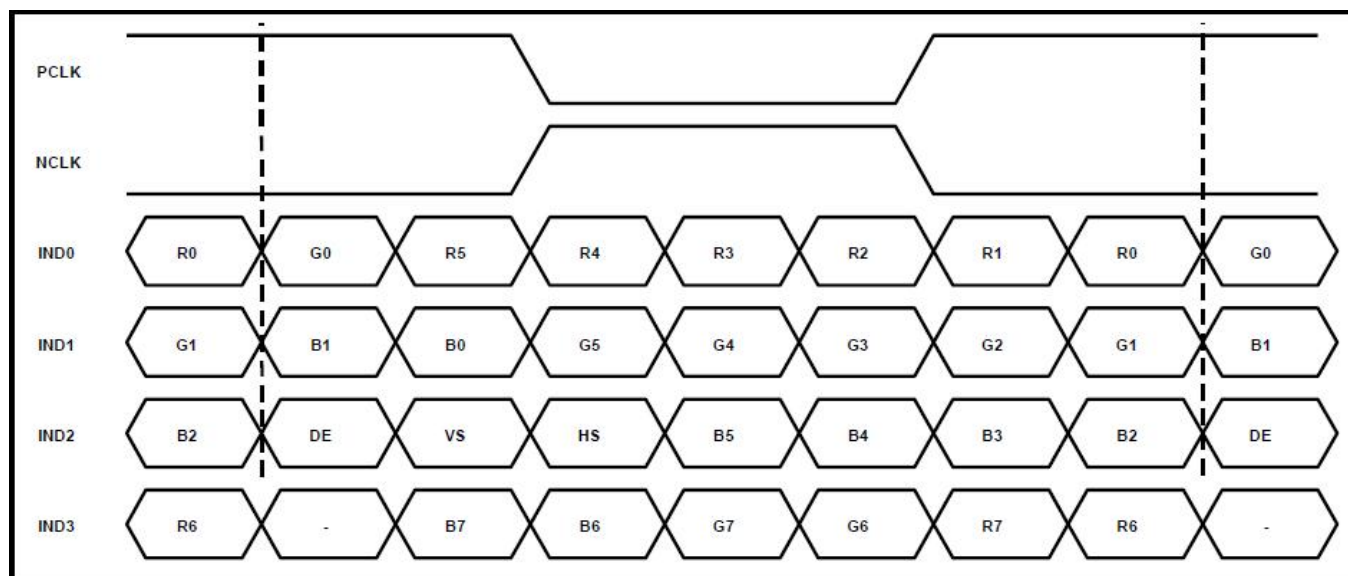 PCLK
NCLK
IND0 R0 G0 R5 R4 R3 R2 R1 R0 G0
IND1 G1 B1 B0 G5 G4 G3 G2 G1 B1
IND2 B2 DE VS HS B5 B4 B3 B2 DE
IND3 R6 - B7 B6 G7 G6 R7 R6 -